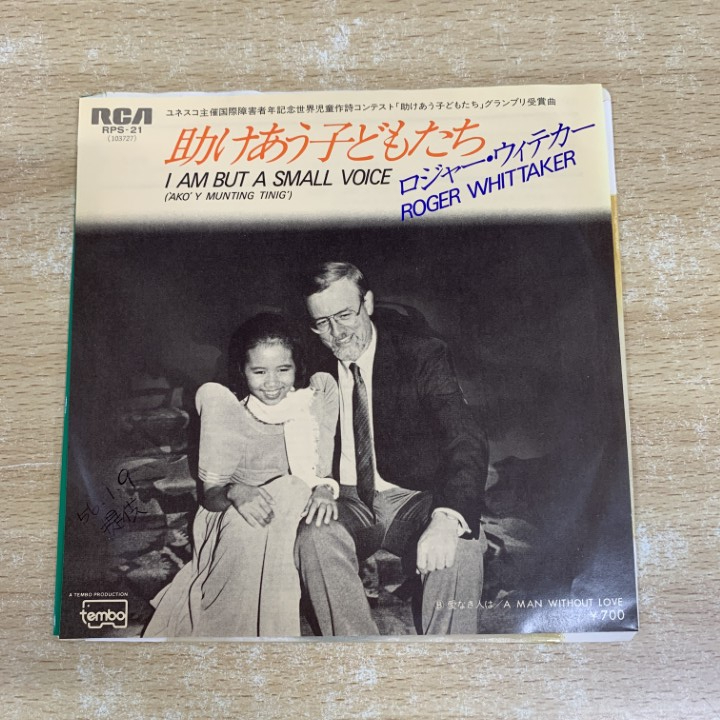 RCA
RPS-21
(103727)
ユネスコ主催国際障害者年記念世界児童作詩コンテスト「助けあう子どもたち」グランプリ受賞曲
助けあう子どもたち
I AM BUT A SMALL VOICE
('AKO' Y MUNTING TINIG')
ロジャー・ウィテカー
ROGER WHITTAKER
56.1.9
A TEMBO PRODUCTION
tembo
B) 愛なき人は/A MAN WITHOUT LOVE
¥700